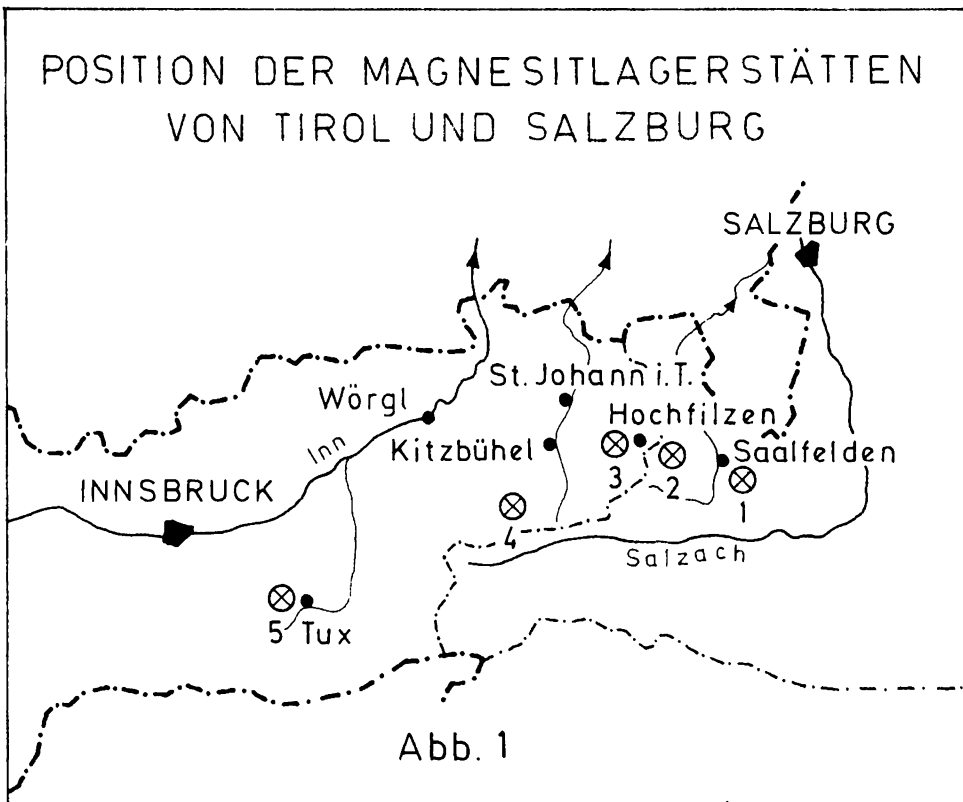 POSITION DER MAGNESITLAGERSTÄTTEN
VON TIROL UND SALZBURG
SALZBURG
St. Johann i.T.
Wörgl
Hochfilzen
Inn
Kitzbühel
Saalfelden
3
2
INNSBRUCK
1
4
Salzach
5 Tux
Abb. 1